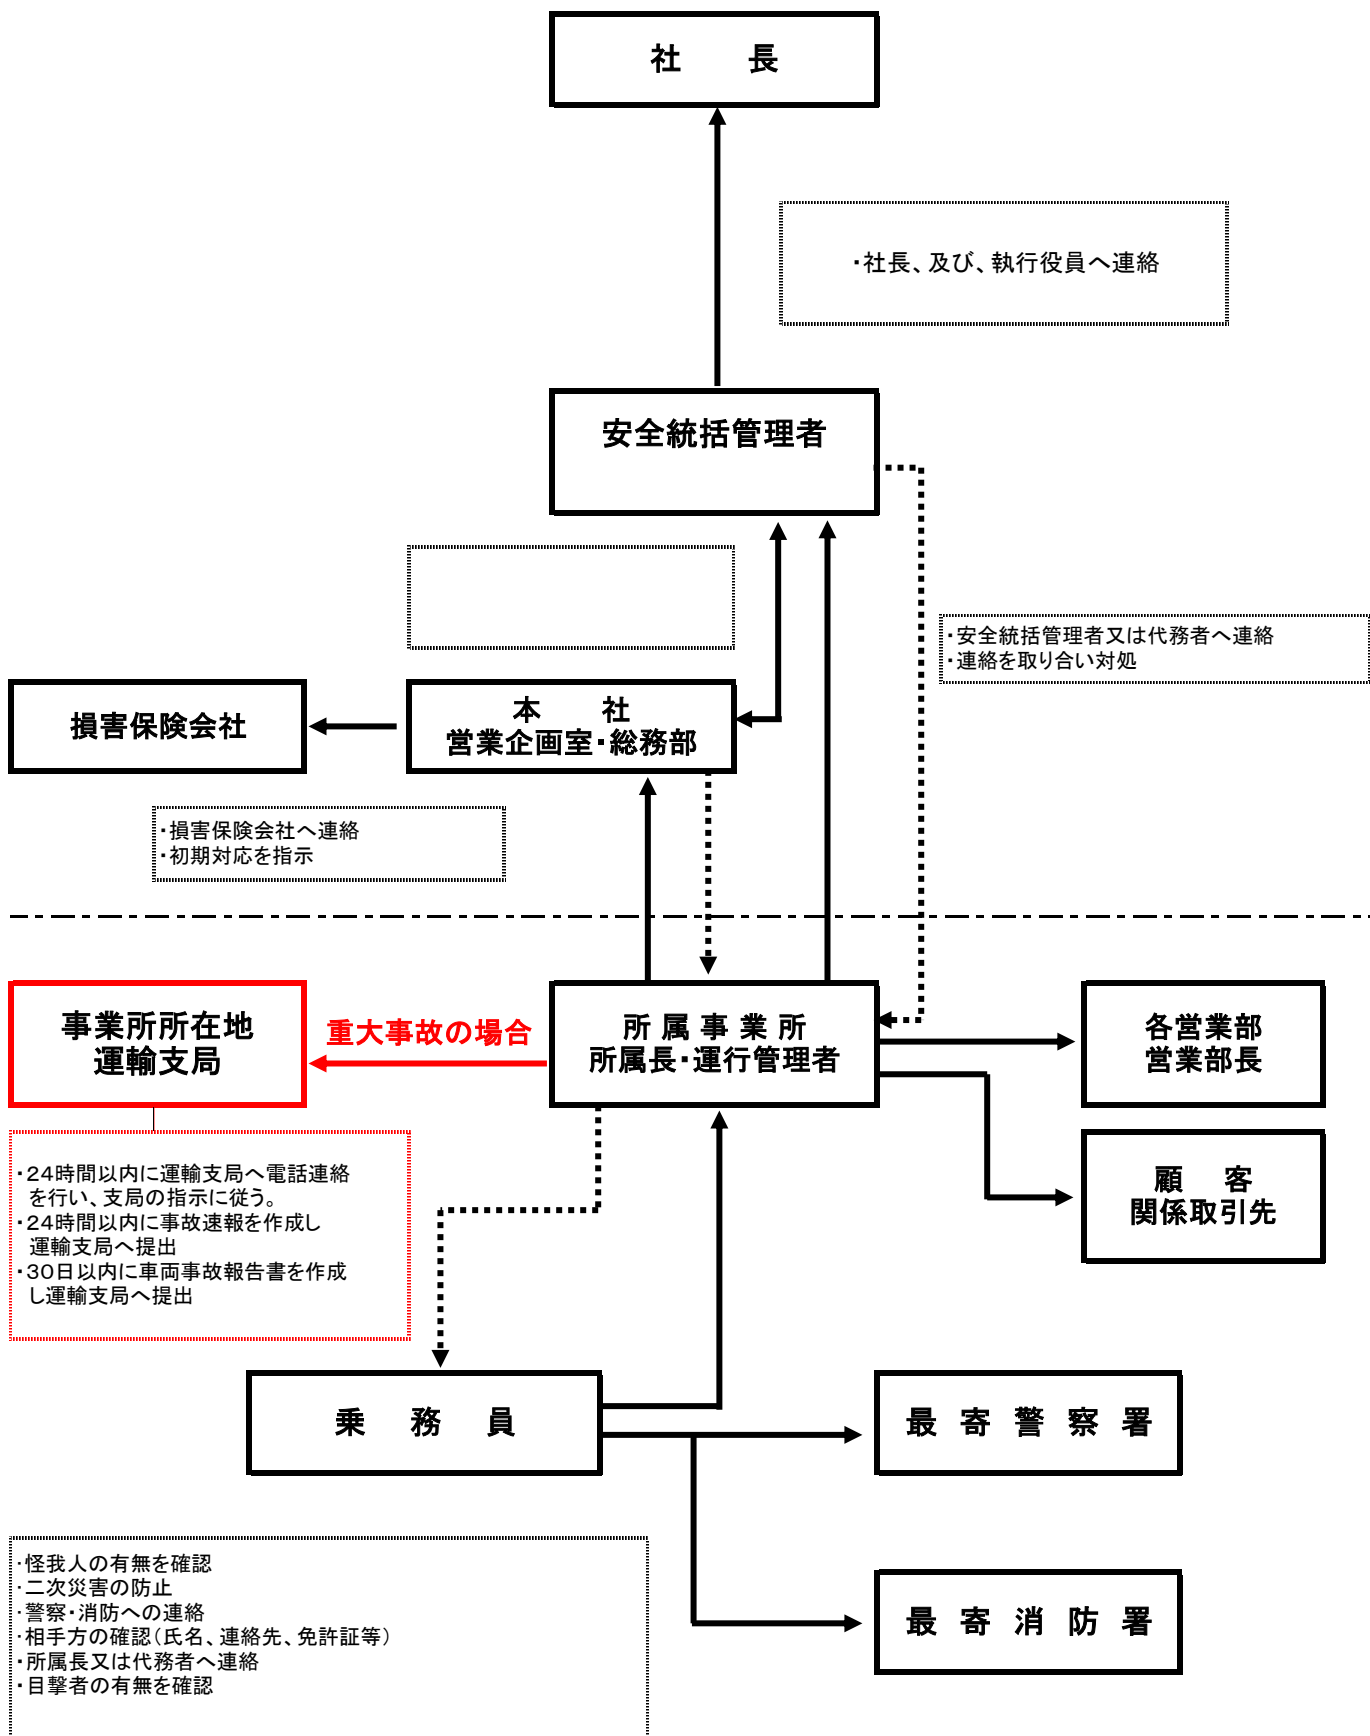 社　　長
・社長、及び、執行役員へ連絡
安全統括管理者
・安全統括管理者又は代務者へ連絡
・連絡を取り合い対処
損害保険会社
本　　社
営業企画室・総務部
・損害保険会社へ連絡
・初期対応を指示
事業所所在地
運輸支局
重大事故の場合
所 属 事 業 所
所属長・運行管理者
各営業部
営業部長
・24時間以内に運輸支局へ電話連絡
を行い、支局の指示に従う。
・24時間以内に事故速報を作成し
運輸支局へ提出
・30日以内に車両事故報告書を作成
し運輸支局へ提出
顧　客
関係取引先
乗　務　員
最 寄 警 察 署
・怪我人の有無を確認
・二次災害の防止
・警察・消防への連絡
・相手方の確認（氏名、連絡先、免許証等）
・所属長又は代務者へ連絡
・目撃者の有無を確認
最 寄 消 防 署